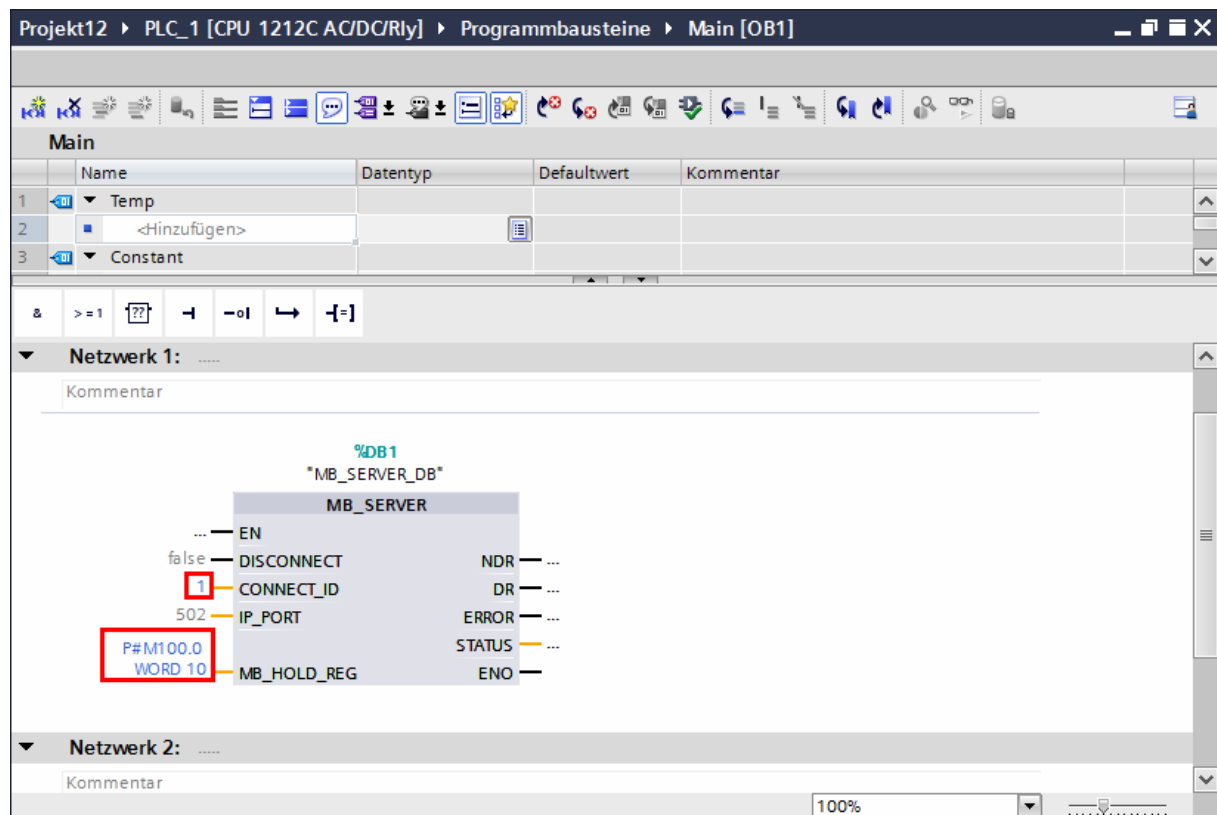 Projekt12 ▸ PLC_1 [CPU 1212C AC/DC/Rly] ▸ Programmbausteine ▸ Main [OB1]
Main
Name Datentyp Defaultwert Kommentar
1 Temp
2 <Hinzufügen>
3 Constant
& >=1 ?? ⊣ -o| ↦ -[=]
Netzwerk 1: .....
Kommentar
%DB1
"MB_SERVER_DB"
MB_SERVER
... EN
false DISCONNECT NDR ...
1 CONNECT_ID DR ...
502 IP_PORT ERROR ...
P#M100.0 STATUS ...
WORD 10 MB_HOLD_REG ENO
Netzwerk 2: .....
Kommentar
100%